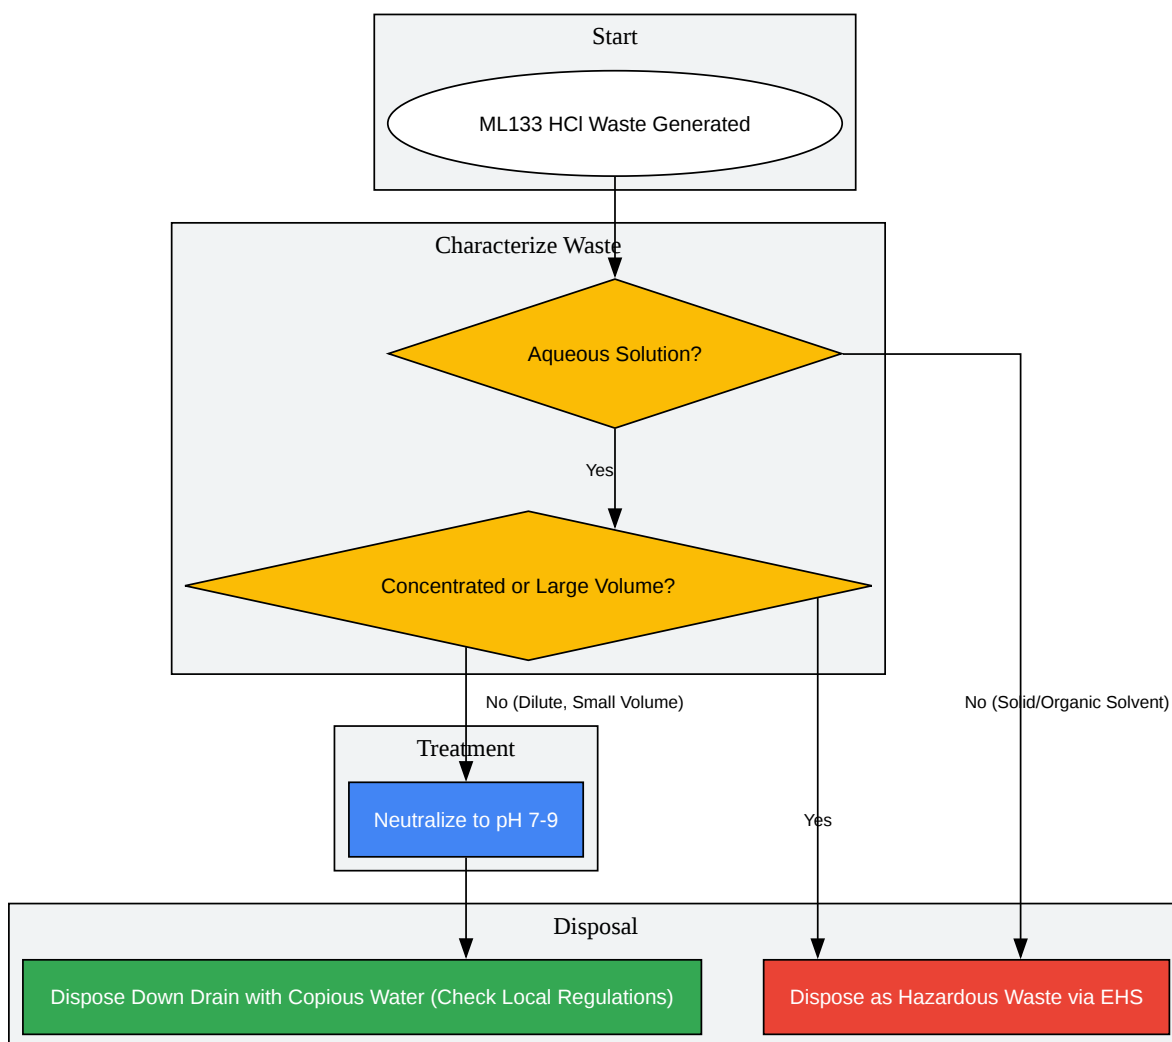 Start
ML133 HCl Waste Generated
Characterize Waste
Aqueous Solution?
Yes
Concentrated or Large Volume?
No (Dilute, Small Volume)
No (Solid/Organic Solvent)
Treatment
Neutralize to pH 7-9
Yes
Disposal
Dispose Down Drain with Copious Water (Check Local Regulations)
Dispose as Hazardous Waste via EHS